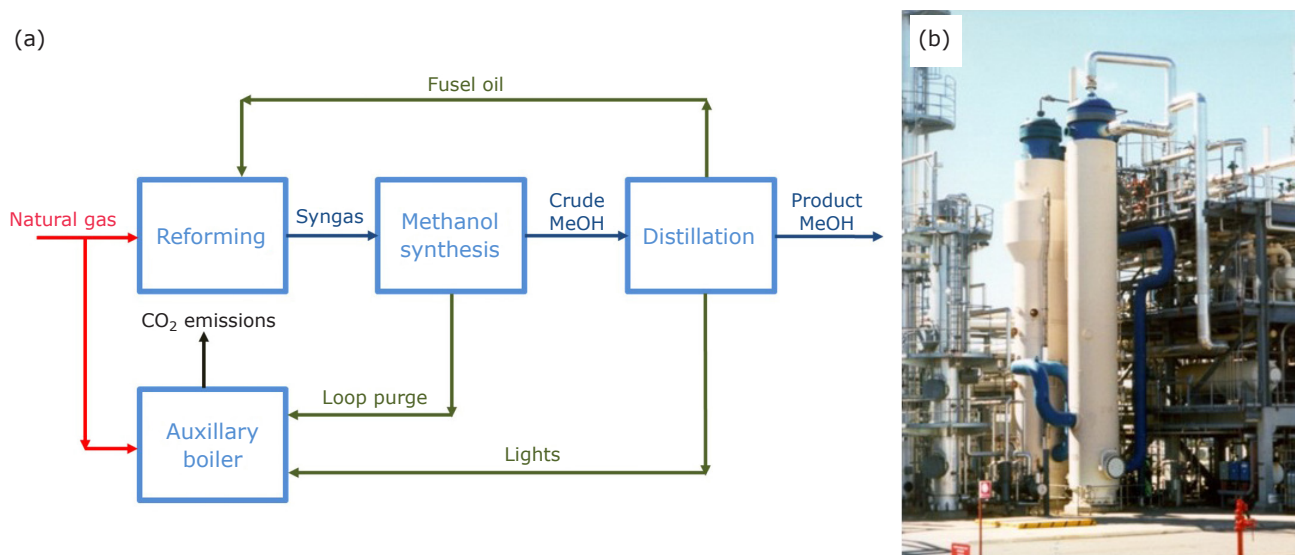 (a)
Fusel oil
Natural gas
Reforming
Syngas
Methanol
synthesis
Crude
MeOH
Distillation
Product
MeOH
CO₂ emissions
Loop purge
Auxillary
boiler
Lights
(b)